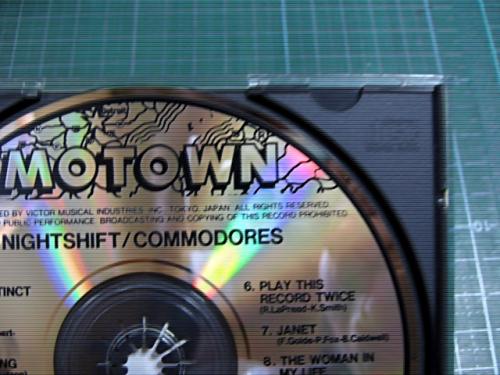 MOTOWN
ED BY VICTOR MUSICAL INDUSTRIES INC. TOKYO, JAPAN. ALL RIGHTS RESERVED.
PUBLIC PERFORMANCE. BROADCASTING AND COPYING OF THIS RECORD PROHIBITED.
NIGHTSHIFT/COMMODORES
TINCT
6. PLAY THIS
RECORD TWICE
(R.LaPread-K.Smith)
7. JANET
(F.Golde-P.Fox-B.Caldwell)
8. THE WOMAN IN
MY LIFE